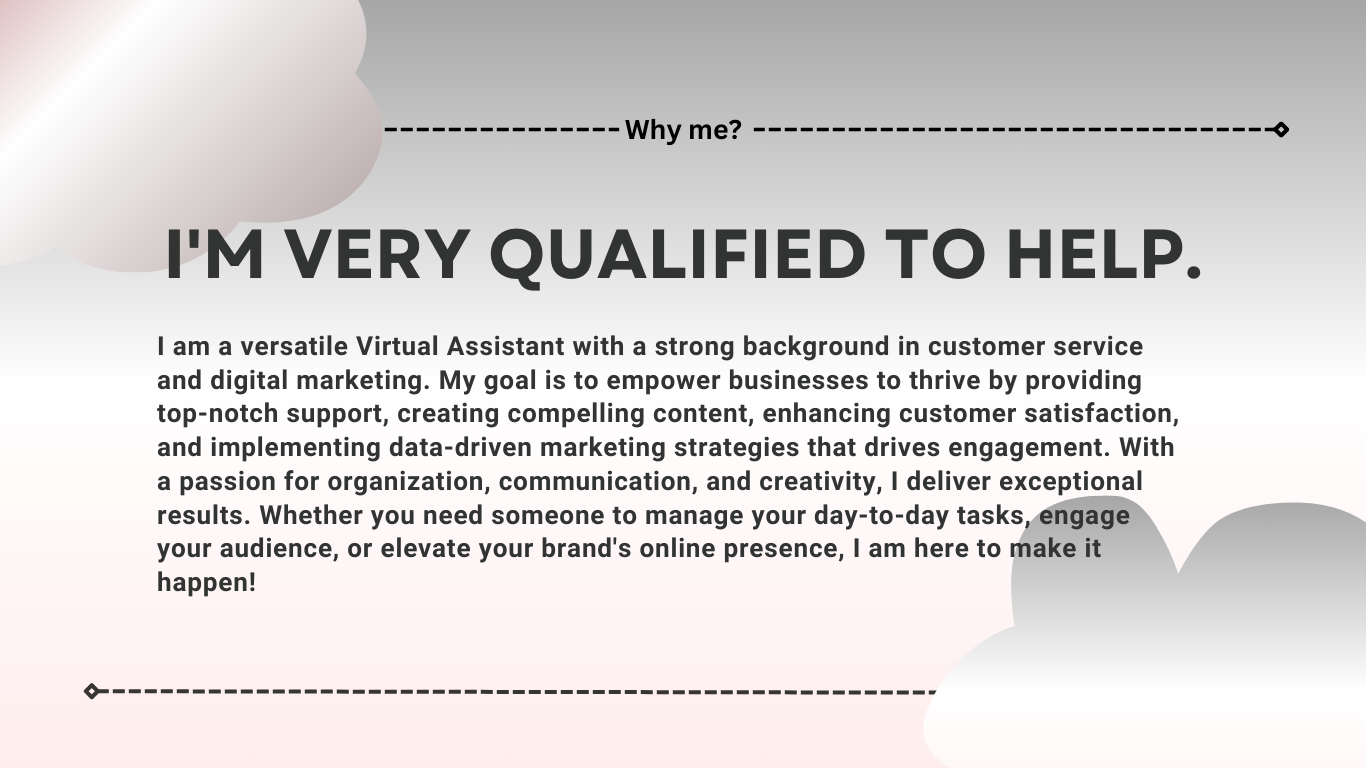 Why me?
I'M VERY QUALIFIED TO HELP.
I am a versatile Virtual Assistant with a strong background in customer service
and digital marketing. My goal is to empower businesses to thrive by providing
top-notch support, creating compelling content, enhancing customer satisfaction,
and implementing data-driven marketing strategies that drives engagement. With
a passion for organization, communication, and creativity, I deliver exceptional
results. Whether you need someone to manage your day-to-day tasks, engage
your audience, or elevate your brand's online presence, I am here to make it
happen!